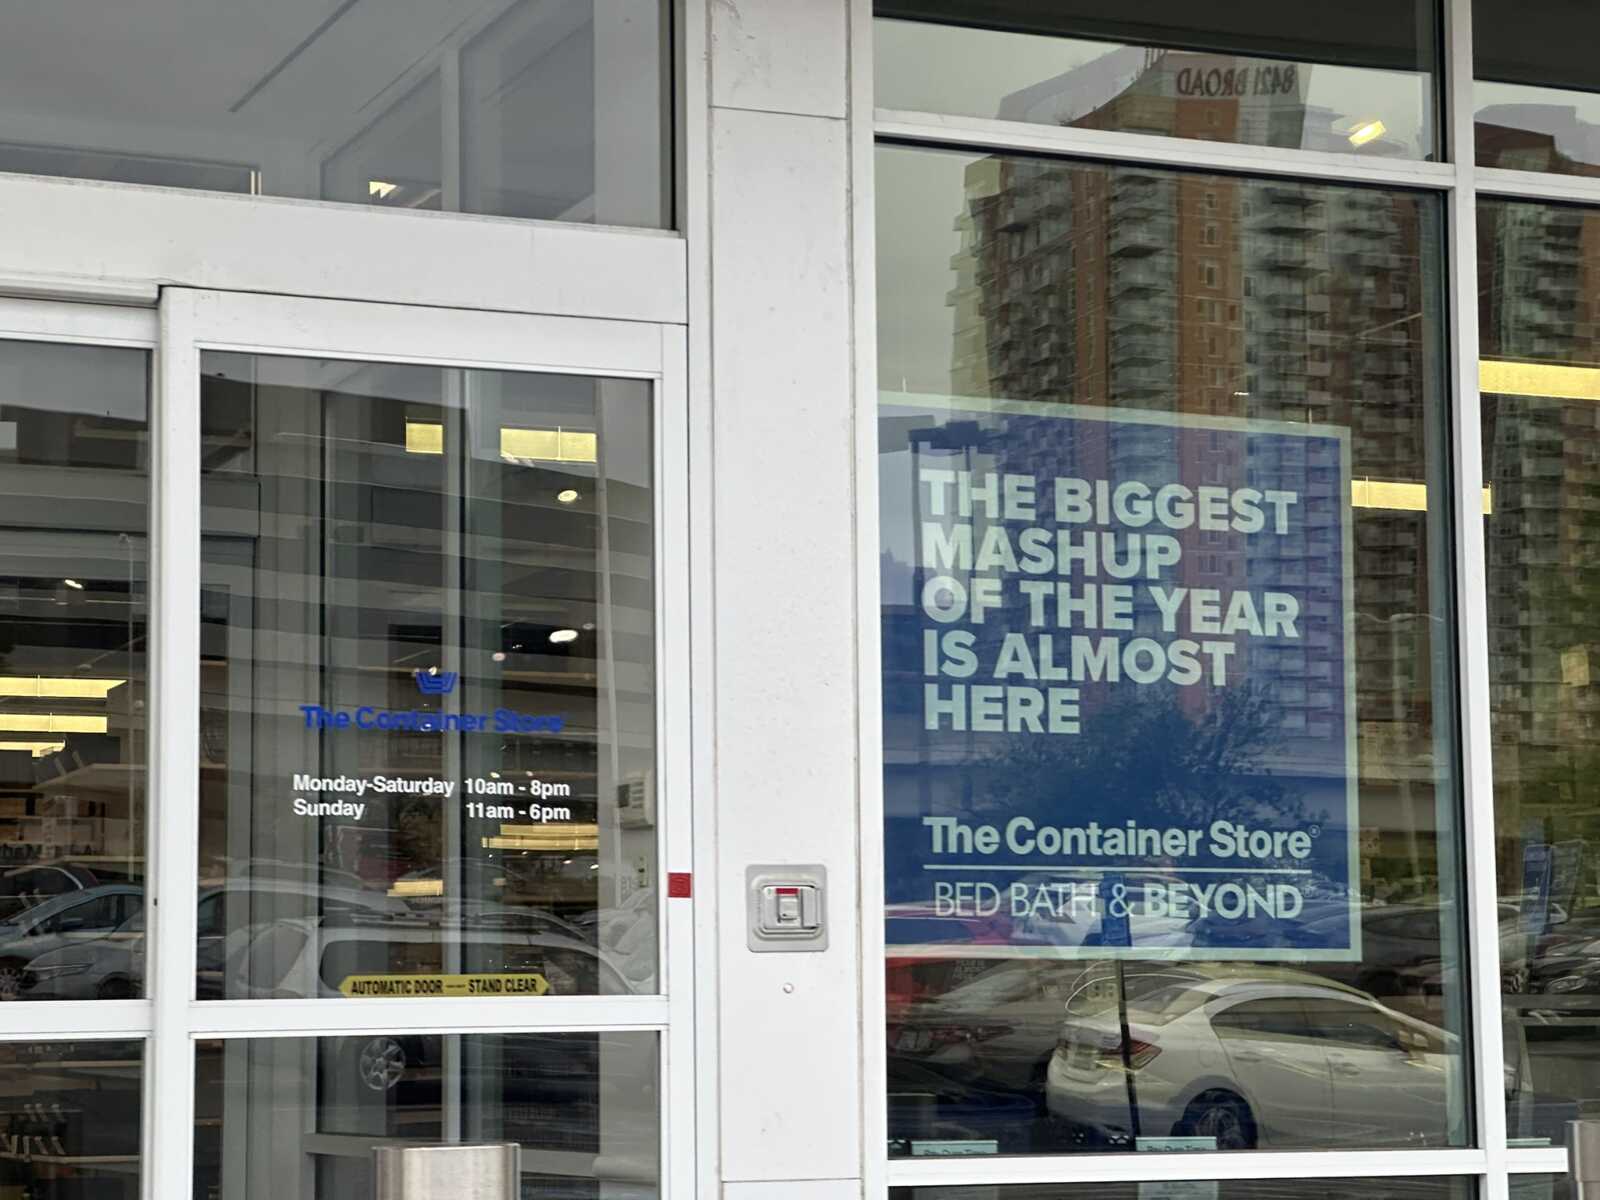 8421 BROAD
THE BIGGEST
MASHUP
OF THE YEAR
IS ALMOST
HERE
The Container Store®
BED BATH & BEYOND
The Container Store
Monday-Saturday 10am - 8pm
Sunday 11am - 6pm
AUTOMATIC DOOR STAND CLEAR